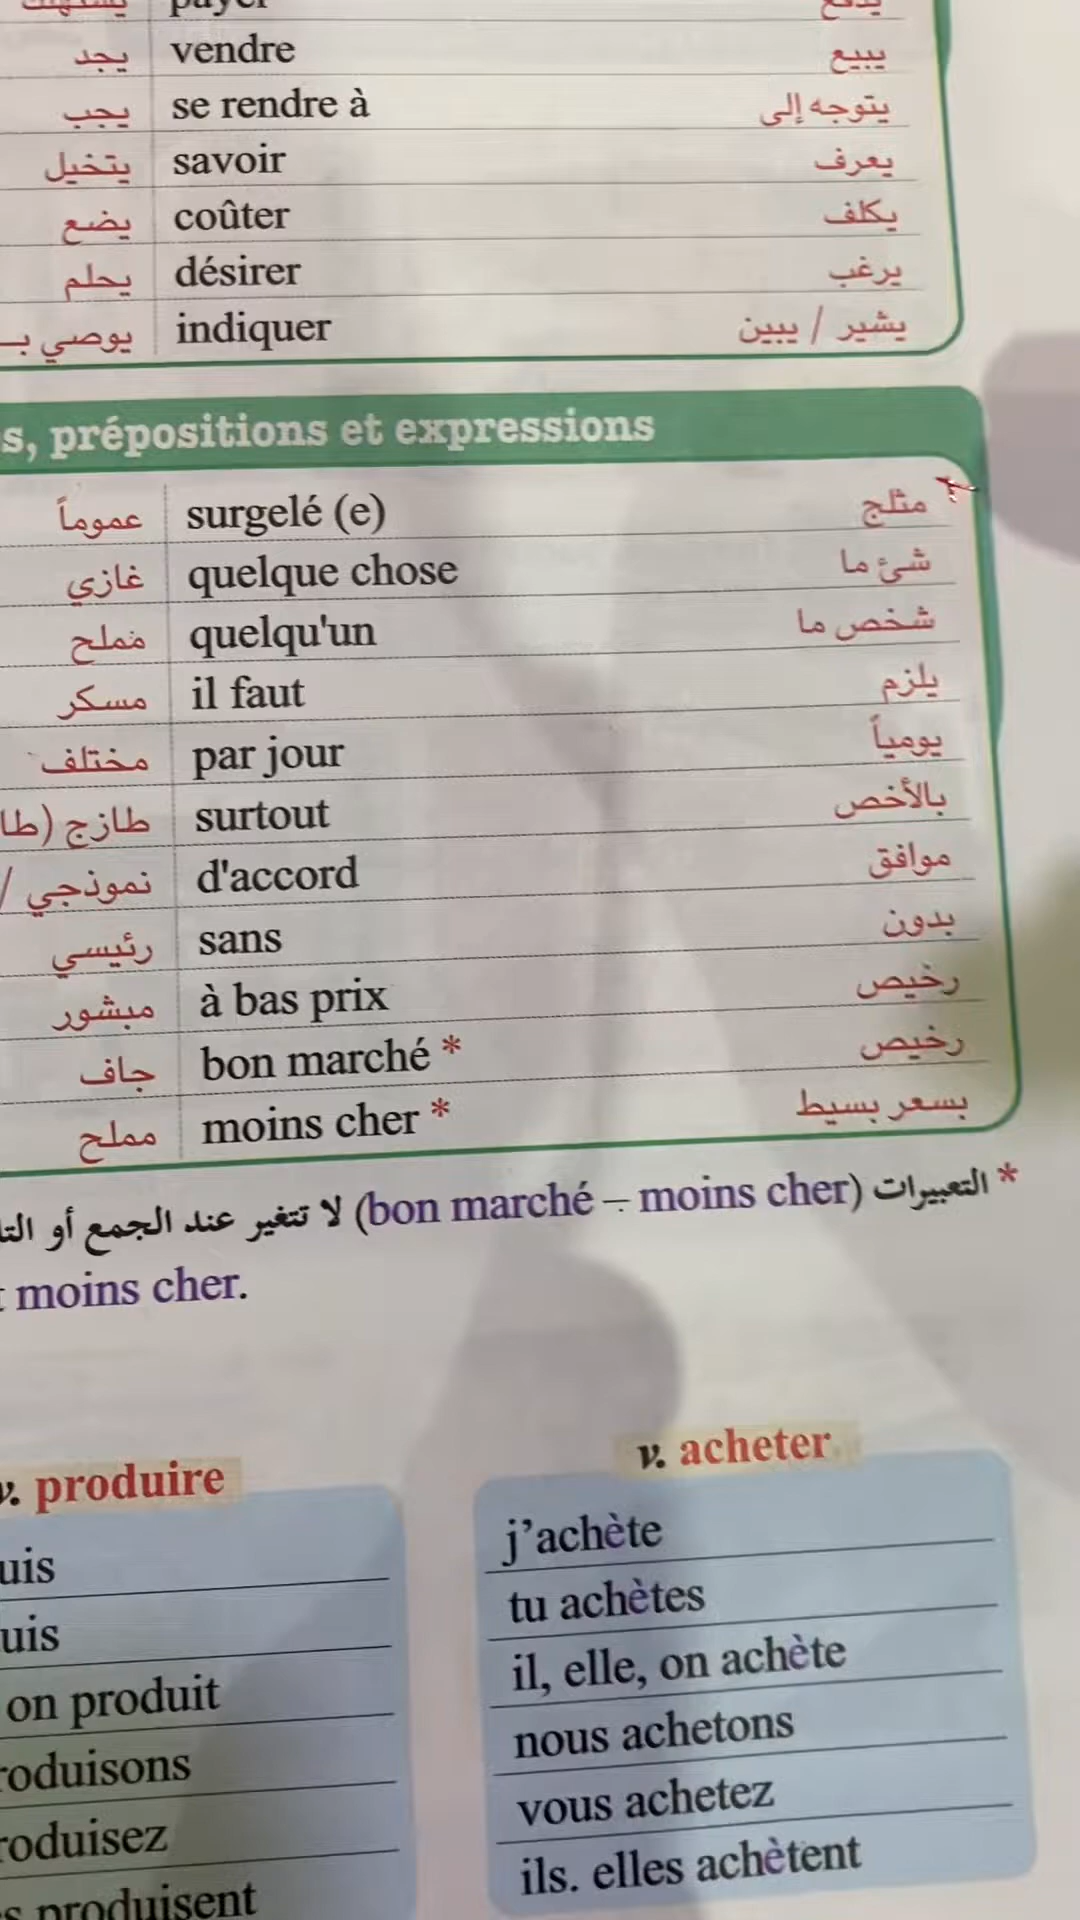 payer
يجد vendre يبيع
يجب se rendre à يتوجه إلى
يتخيل savoir يعرف
يضع coûter يكلف
يحلم désirer يرغب
يوصي بـ indiquer يشير / يبين
s, prépositions et expressions
عموماً surgelé (e) مثلج
غازي quelque chose شئ ما
مملح quelqu'un شخص ما
مسكر il faut يلزم
مختلف par jour يومياً
طازج (طا surtout بالأخص
نموذجي / d'accord موافق
رئيسي sans بدون
مبشور à bas prix رخيص
جاف bon marché * رخيص
مملح moins cher * بسعر بسيط
* التعبيرات (bon marché – moins cher) لا تتغير عند الجمع أو
moins cher.
v. produire
uis
uis
on produit
roduisons
roduisez
s produisent
v. acheter
j’achète
tu achètes
il, elle, on achète
nous achetons
vous achetez
ils. elles achètent